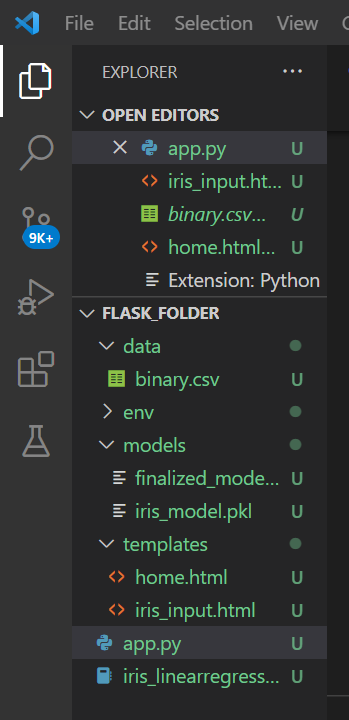 File Edit Selection View
EXPLORER ...
OPEN EDITORS
app.py U
iris_input.ht... U
binary.csv... U
home.html... U
9K+
Extension: Python
FLASK_FOLDER
data
binary.csv U
env
models
finalized_mode... U
iris_model.pkl U
templates
home.html U
iris_input.html U
app.py U
iris_linearregress... U